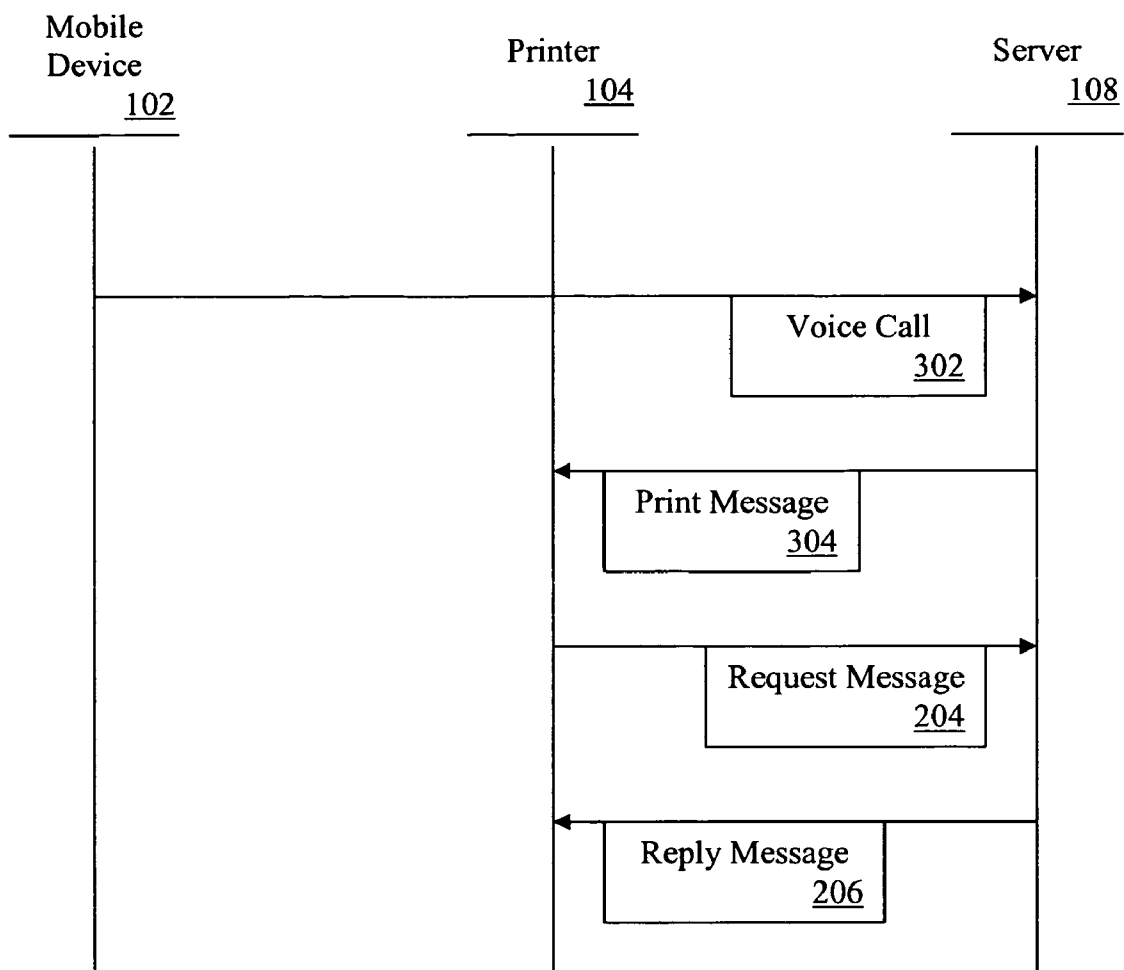 Mobile
Device
102
Printer
104
Server
108
Voice Call
302
Print Message
304
Request Message
204
Reply Message
206